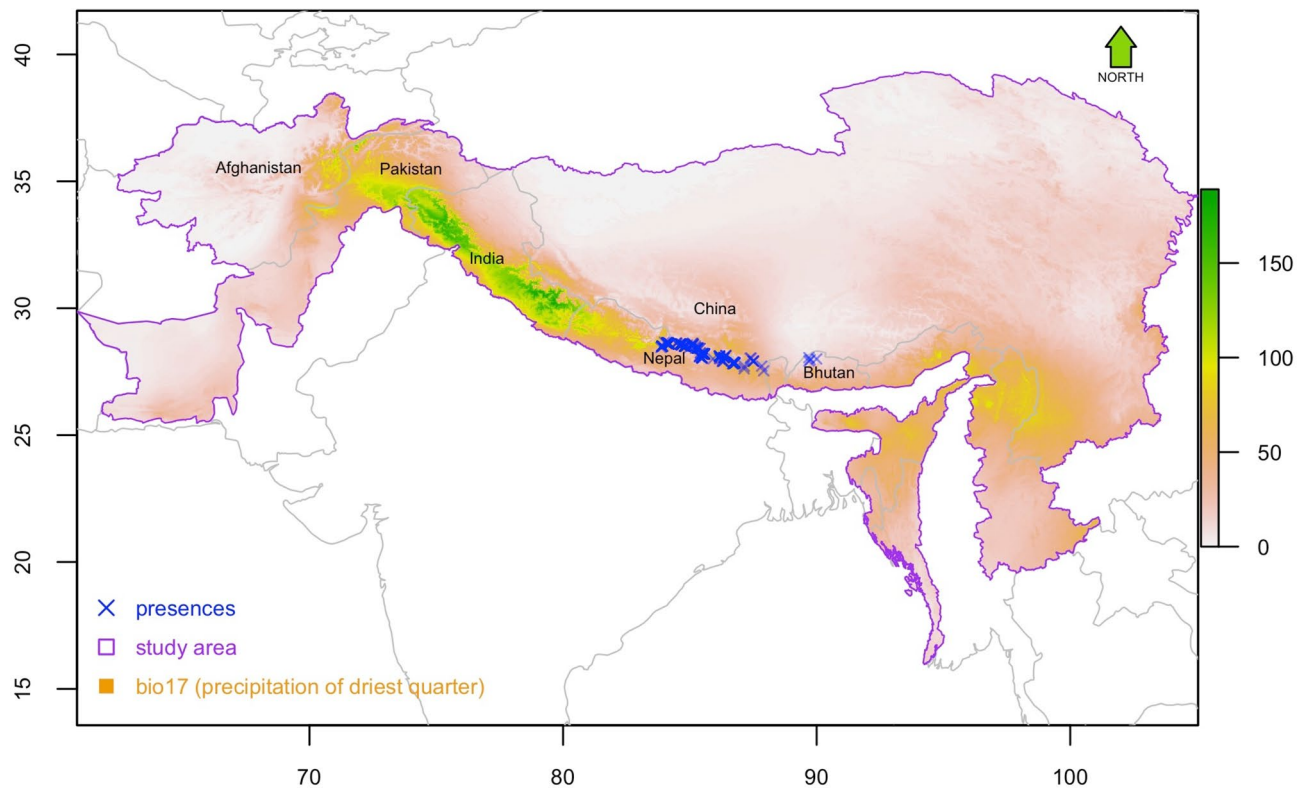 40
35
30
25
20
15
NORTH
Afghanistan
Pakistan
India
China
Nepal
Bhutan
150
100
50
0
presences
study area
bio17 (precipitation of driest quarter)
70
80
90
100